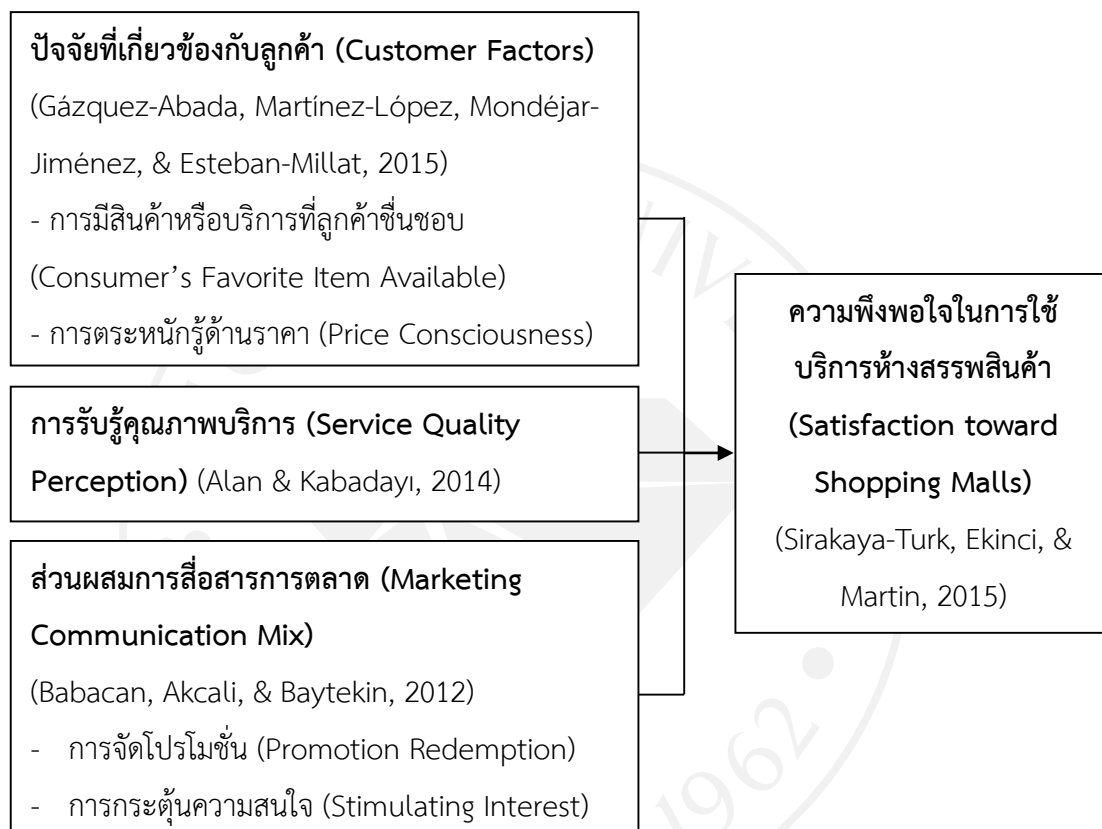 ปัจจัยที่เกี่ยวข้องกับลูกค้า (Customer Factors)
(Gázquez-Abada, Martínez-López, Mondéjar-
Jiménez, & Esteban-Millat, 2015)
- การมีสินค้าหรือบริการที่ลูกค้าชื่นชอบ
(Consumer’s Favorite Item Available)
- การตระหนักรู้ด้านราคา (Price Consciousness)
การรับรู้คุณภาพบริการ (Service Quality
Perception) (Alan & Kabadayı, 2014)
ส่วนผสมการสื่อสารการตลาด (Marketing
Communication Mix)
(Babacan, Akcali, & Baytekin, 2012)
- การจัดโปรโมชั่น (Promotion Redemption)
- การกระตุ้นความสนใจ (Stimulating Interest)
ความพึงพอใจในการใช้
บริการห้างสรรพสินค้า
(Satisfaction toward
Shopping Malls)
(Sirakaya-Turk, Ekinci, &
Martin, 2015)
1962